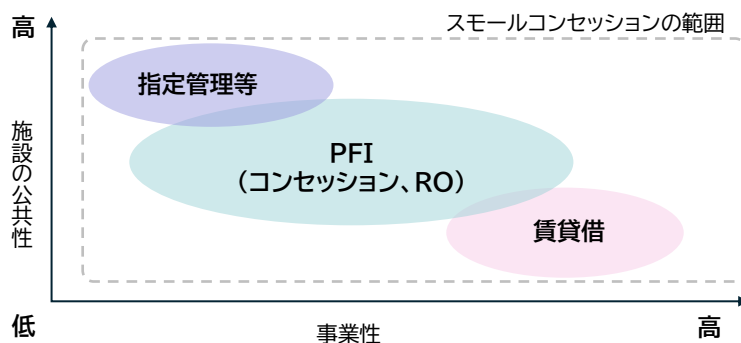 高
スモールコンセッションの範囲
指定管理等
施設の公共性
PFI
（コンセッション、RO）
賃貸借
低
事業性
高